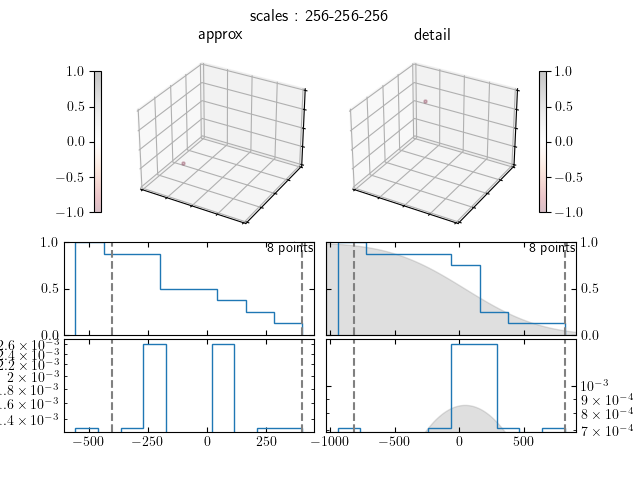 scales : 256-256-256
approx
detail
1.0
0.5
0.0
−0.5
−1.0
1.0
0.5
0.0
−0.5
−1.0
8 points
8 points
1.0
0.5
0.0
1.0
0.5
0.0
2.6 × 10⁻³
2.4 × 10⁻³
2.2 × 10⁻³
2 × 10⁻³
1.8 × 10⁻³
1.6 × 10⁻³
1.4 × 10⁻³
10⁻³
9 × 10⁻⁴
8 × 10⁻⁴
7 × 10⁻⁴
−500 −250 0 250
−1000 −500 0 500